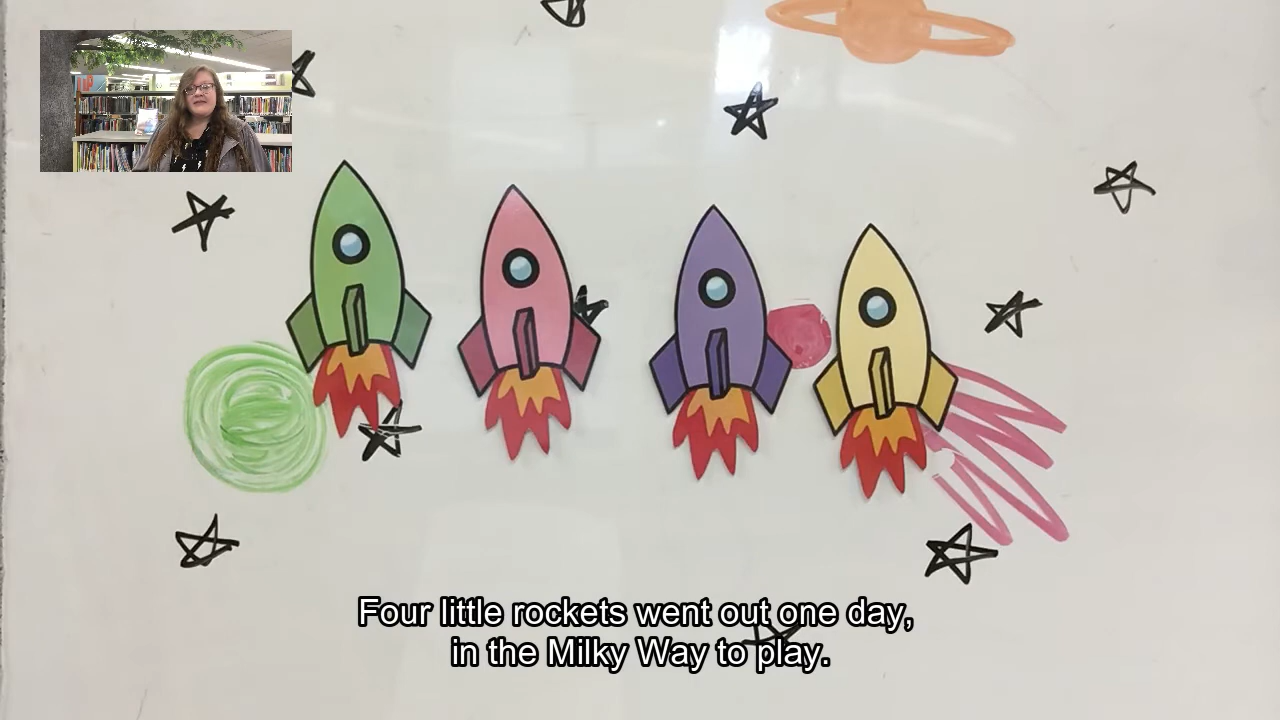 Four little rockets went out one day,
in the Milky Way to play.